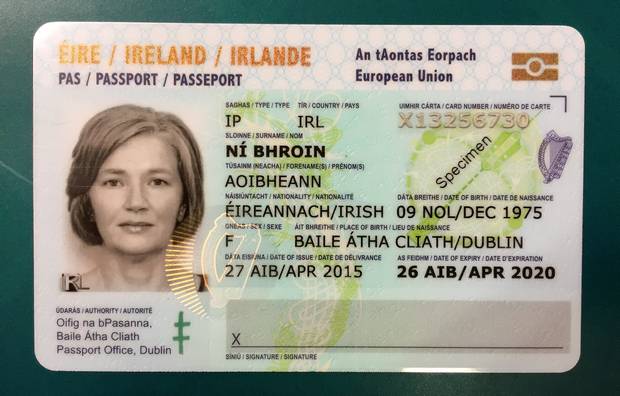 ÉIRE / IRELAND / IRLANDE
An tAontas Eorpach
PAS / PASSPORT / PASSEPORT
European Union
SAGHAS / TYPE / TYPE TÍR / COUNTRY / PAYS UIMHIR CÁRTA / CARD NUMBER / NUMÉRO DE CARTE
IP IRL X13256730
SLOINNE / SURNAME / NOM
NÍ BHROIN
Specimen
TÚSAINM (NEACHA) / FORENAME(S) / PRÉNOM(S)
AOIBHEANN
NÁISIÚNTACHT / NATIONALITY / NATIONALITÉ DÁTA BREITHE / DATE OF BIRTH / DATE DE NAISSANCE
ÉIREANNACH/IRISH 09 NOL/DEC 1975
GNÉAS / SEX / SEXE ÁIT BHREITHE / PLACE OF BIRTH / LIEU DE NAISSANCE
F BAILE ÁTHA CLIATH/DUBLIN
DÁTA EISIÚNA / DATE OF ISSUE / DATE DE DÉLIVRANCE AS FEIDHM / DATE OF EXPIRY / DATE D'EXPIRATION
27 AIB/APR 2015 26 AIB/APR 2020
IRL
ÚDARÁS / AUTHORITY / AUTORITÉ
Oifig na bPasanna,
Baile Átha Cliath
Passport Office, Dublin
X
SÍNIÚ / SIGNATURE / SIGNATURE